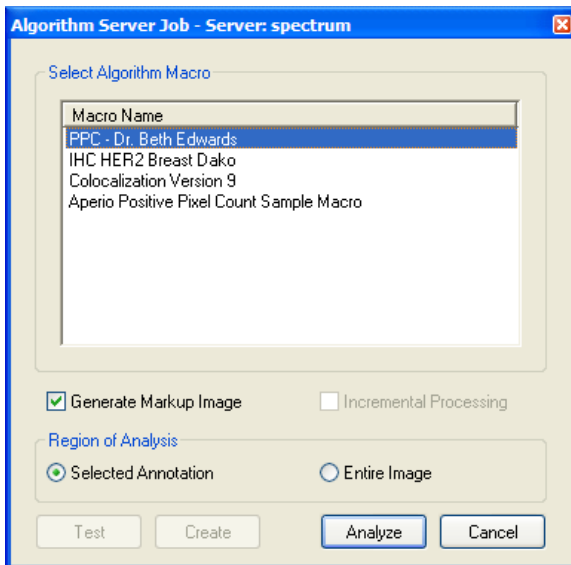 Algorithm Server Job - Server: spectrum
Select Algorithm Macro
Macro Name
PPC - Dr. Beth Edwards
IHC HER2 Breast Dako
Colocalization Version 9
Aperio Positive Pixel Count Sample Macro
Generate Markup Image Incremental Processing
Region of Analysis
Selected Annotation Entire Image
Test Create Analyze Cancel